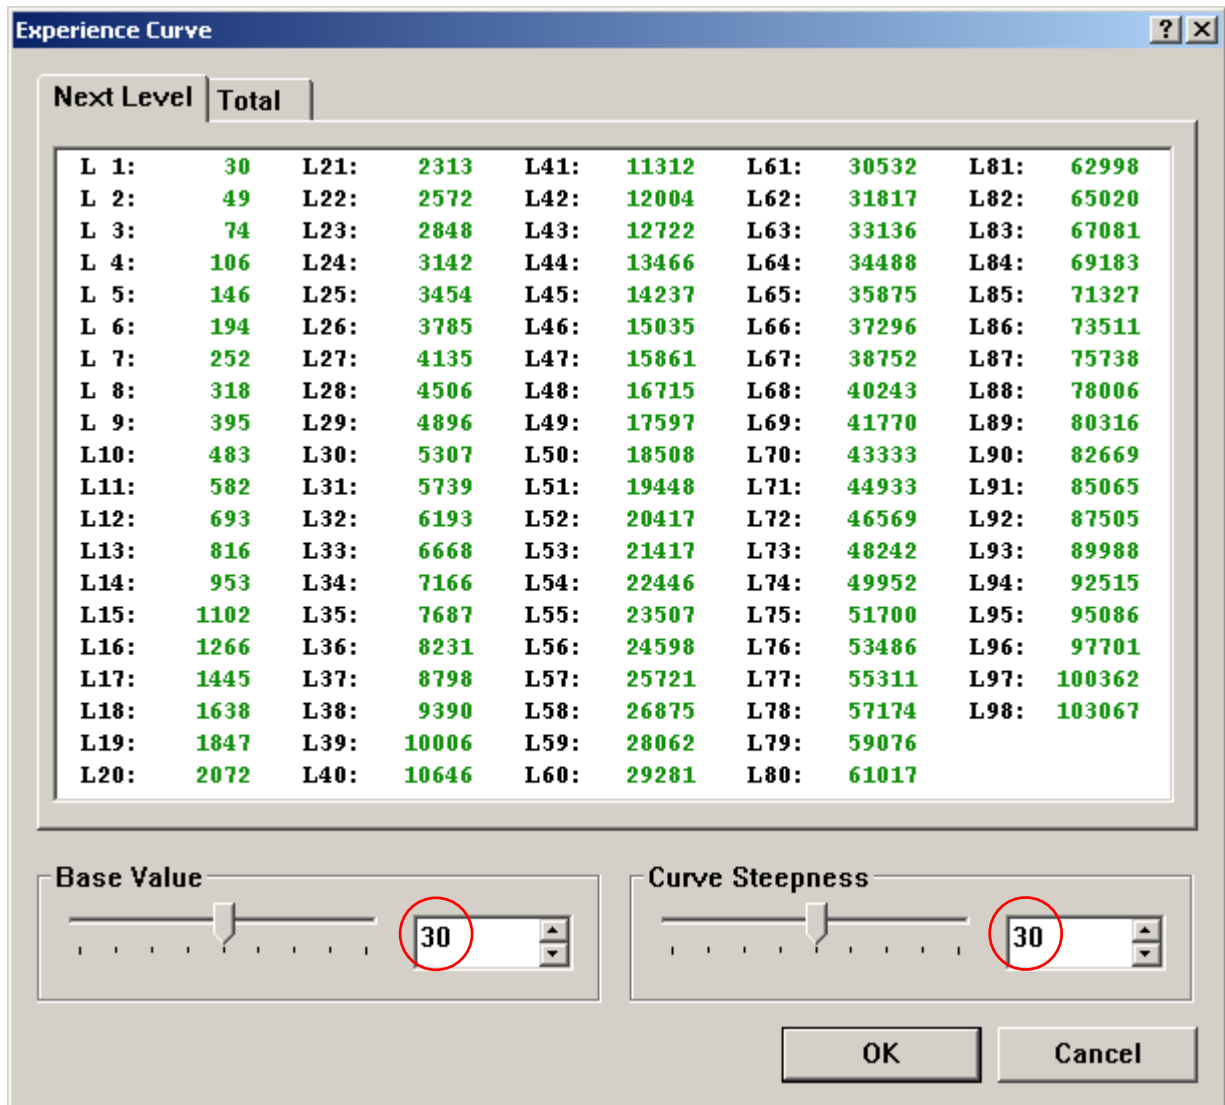 Experience Curve
Next Level Total
L 1: 30 L21: 2313 L41: 11312 L61: 30532 L81: 62998
L 2: 49 L22: 2572 L42: 12004 L62: 31817 L82: 65020
L 3: 74 L23: 2848 L43: 12722 L63: 33136 L83: 67081
L 4: 106 L24: 3142 L44: 13466 L64: 34488 L84: 69183
L 5: 146 L25: 3454 L45: 14237 L65: 35875 L85: 71327
L 6: 194 L26: 3785 L46: 15035 L66: 37296 L86: 73511
L 7: 252 L27: 4135 L47: 15861 L67: 38752 L87: 75738
L 8: 318 L28: 4506 L48: 16715 L68: 40243 L88: 78006
L 9: 395 L29: 4896 L49: 17597 L69: 41770 L89: 80316
L10: 483 L30: 5307 L50: 18508 L70: 43333 L90: 82669
L11: 582 L31: 5739 L51: 19448 L71: 44933 L91: 85065
L12: 693 L32: 6193 L52: 20417 L72: 46569 L92: 87505
L13: 816 L33: 6668 L53: 21417 L73: 48242 L93: 89988
L14: 953 L34: 7166 L54: 22446 L74: 49952 L94: 92515
L15: 1102 L35: 7687 L55: 23507 L75: 51700 L95: 95086
L16: 1266 L36: 8231 L56: 24598 L76: 53486 L96: 97701
L17: 1445 L37: 8798 L57: 25721 L77: 55311 L97: 100362
L18: 1638 L38: 9390 L58: 26875 L78: 57174 L98: 103067
L19: 1847 L39: 10006 L59: 28062 L79: 59076
L20: 2072 L40: 10646 L60: 29281 L80: 61017
Base Value
30
Curve Steepness
30
OK Cancel